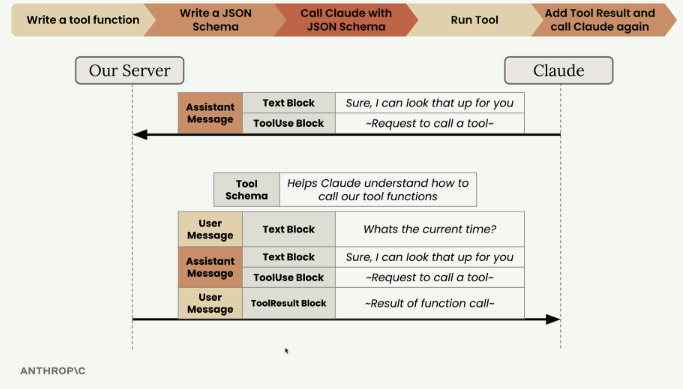 Write a tool function
Write a JSON
Schema
Call Claude with
JSON Schema
Run Tool
Add Tool Result and
call Claude again
Our Server
Claude
Assistant
Message
Text Block
Sure, I can look that up for you
ToolUse Block
~Request to call a tool~
Tool
Schema
Helps Claude understand how to
call our tool functions
User
Message
Text Block
Whats the current time?
Assistant
Message
Text Block
Sure, I can look that up for you
ToolUse Block
~Request to call a tool~
User
Message
ToolResult Block
~Result of function call~
ANTHROP\C